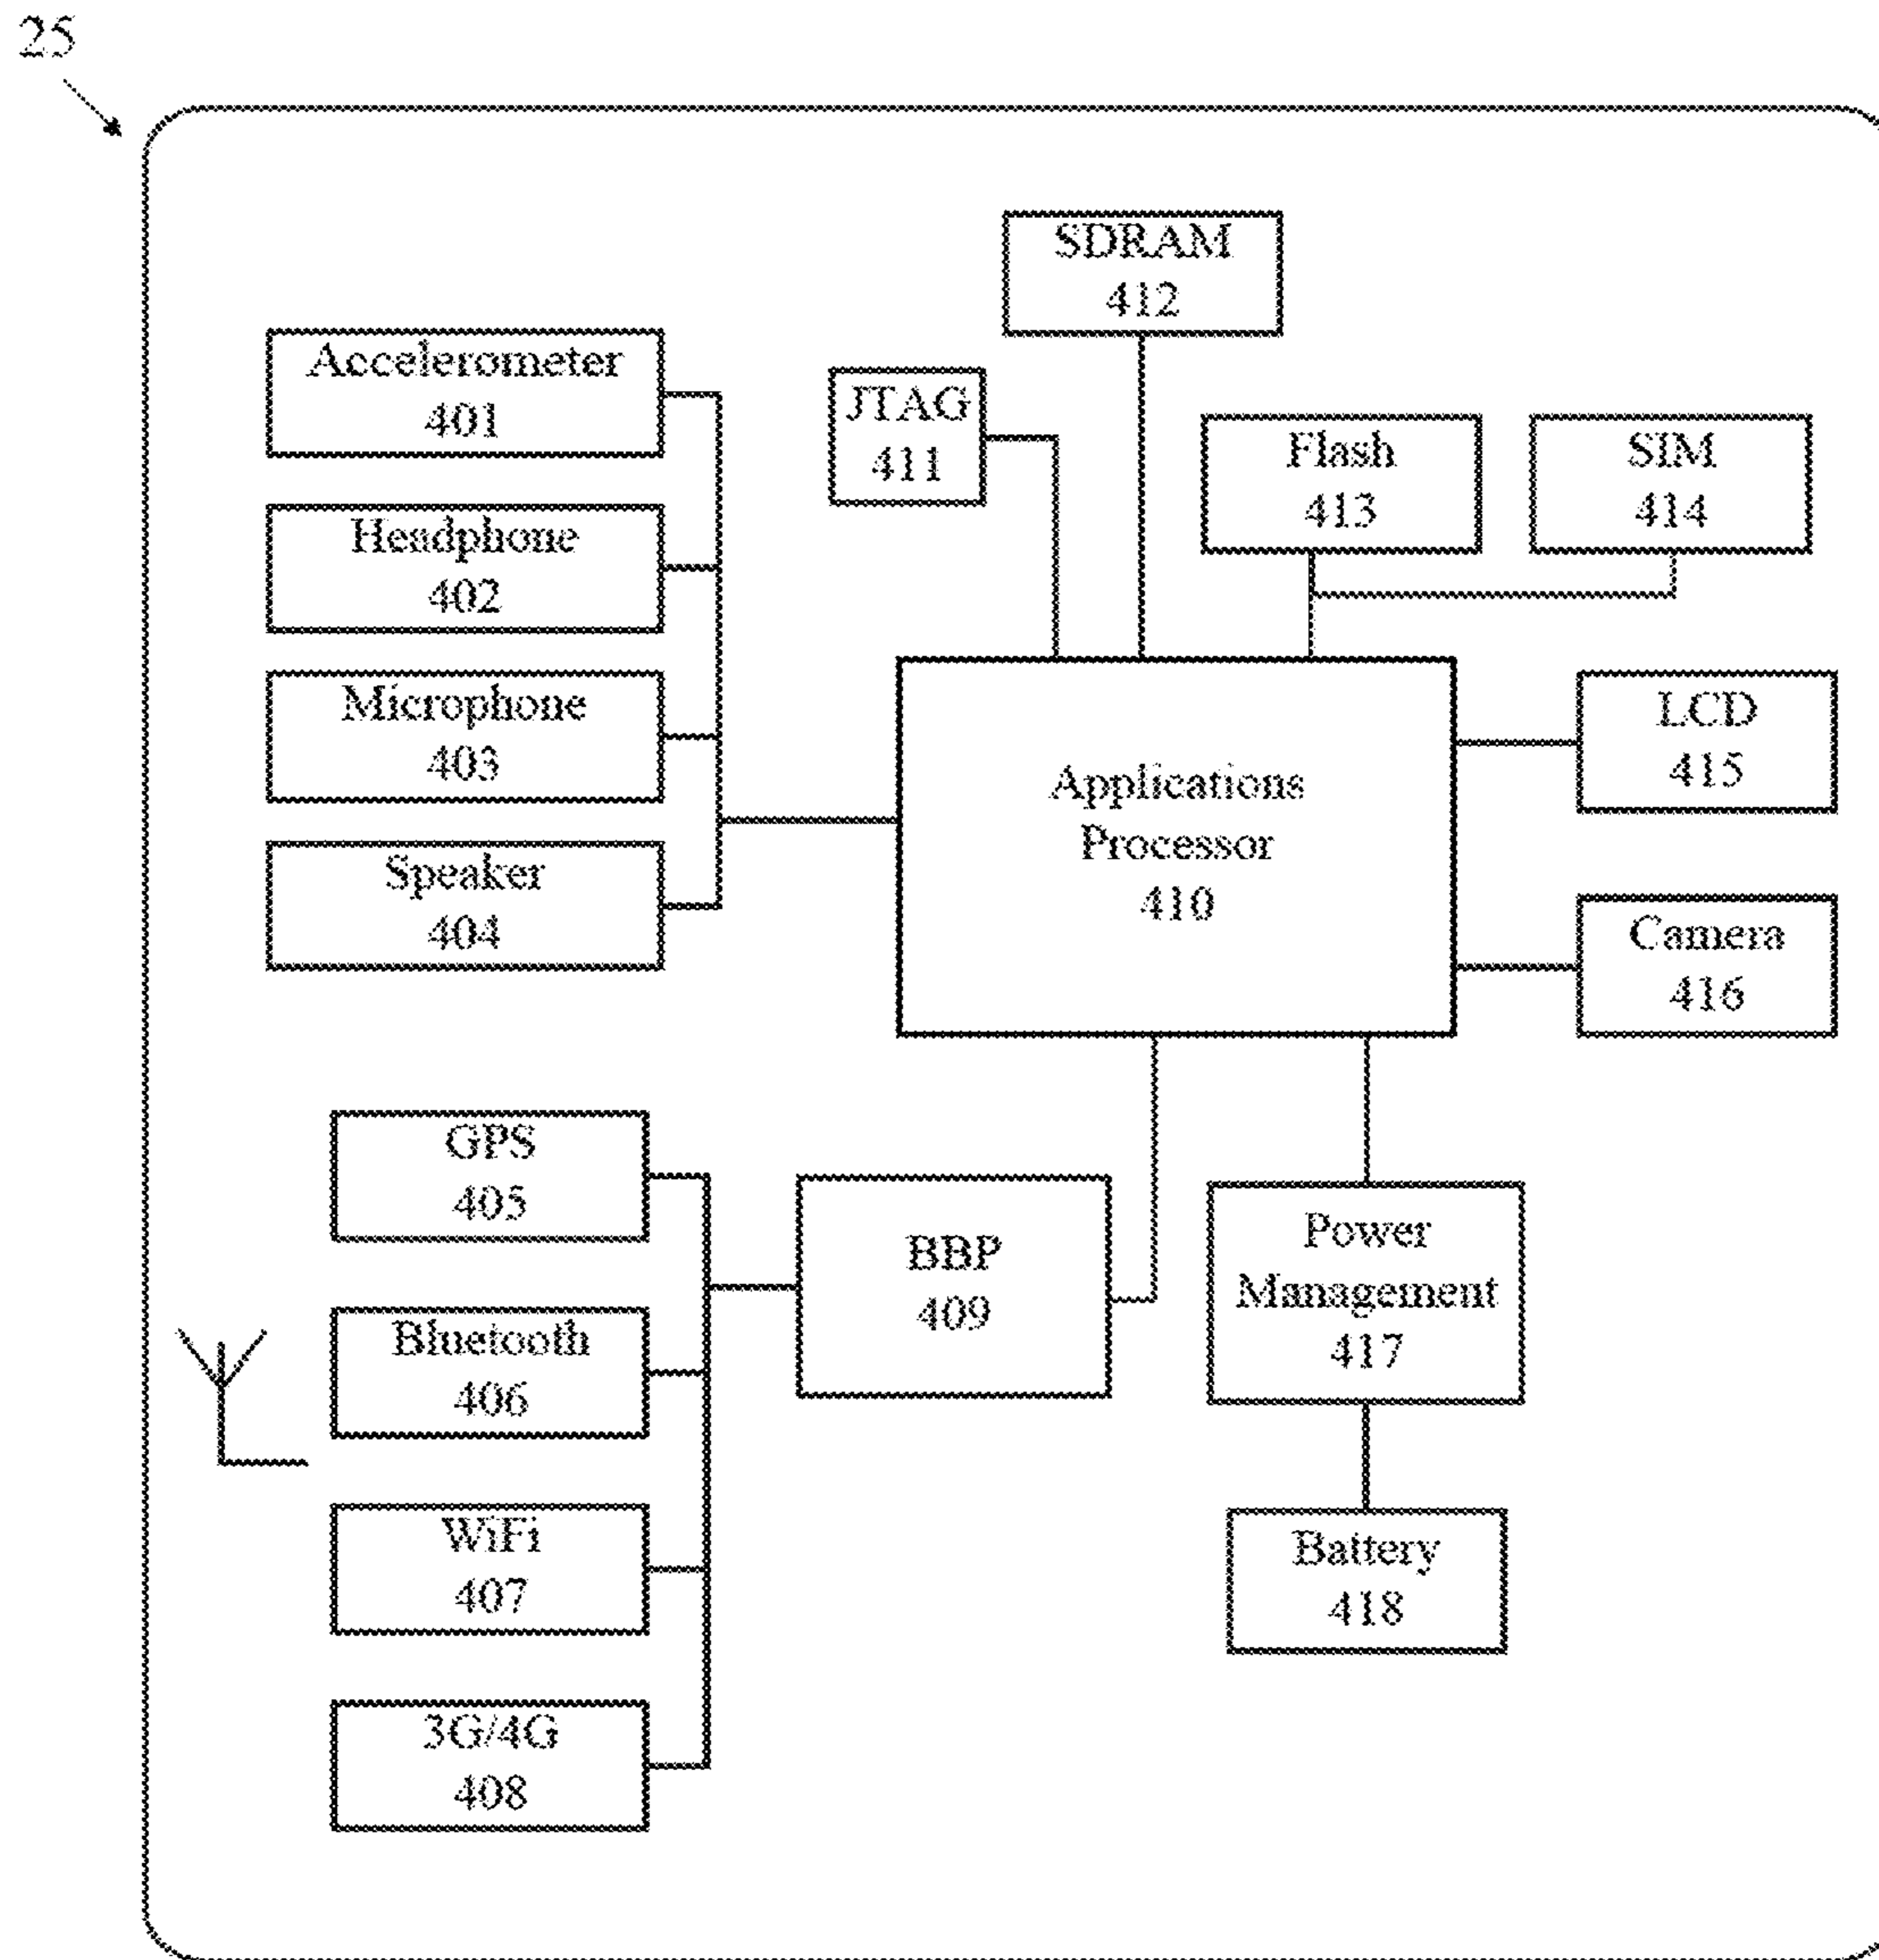 25
SDRAM
412
Accelerometer
401
JTAG
411
Flash
413
SIM
414
Headphone
402
Microphone
403
LCD
415
Applications
Processor
410
Speaker
404
Camera
416
GPS
405
BBP
409
Power
Management
417
Bluetooth
406
WiFi
407
Battery
418
3G/4G
408